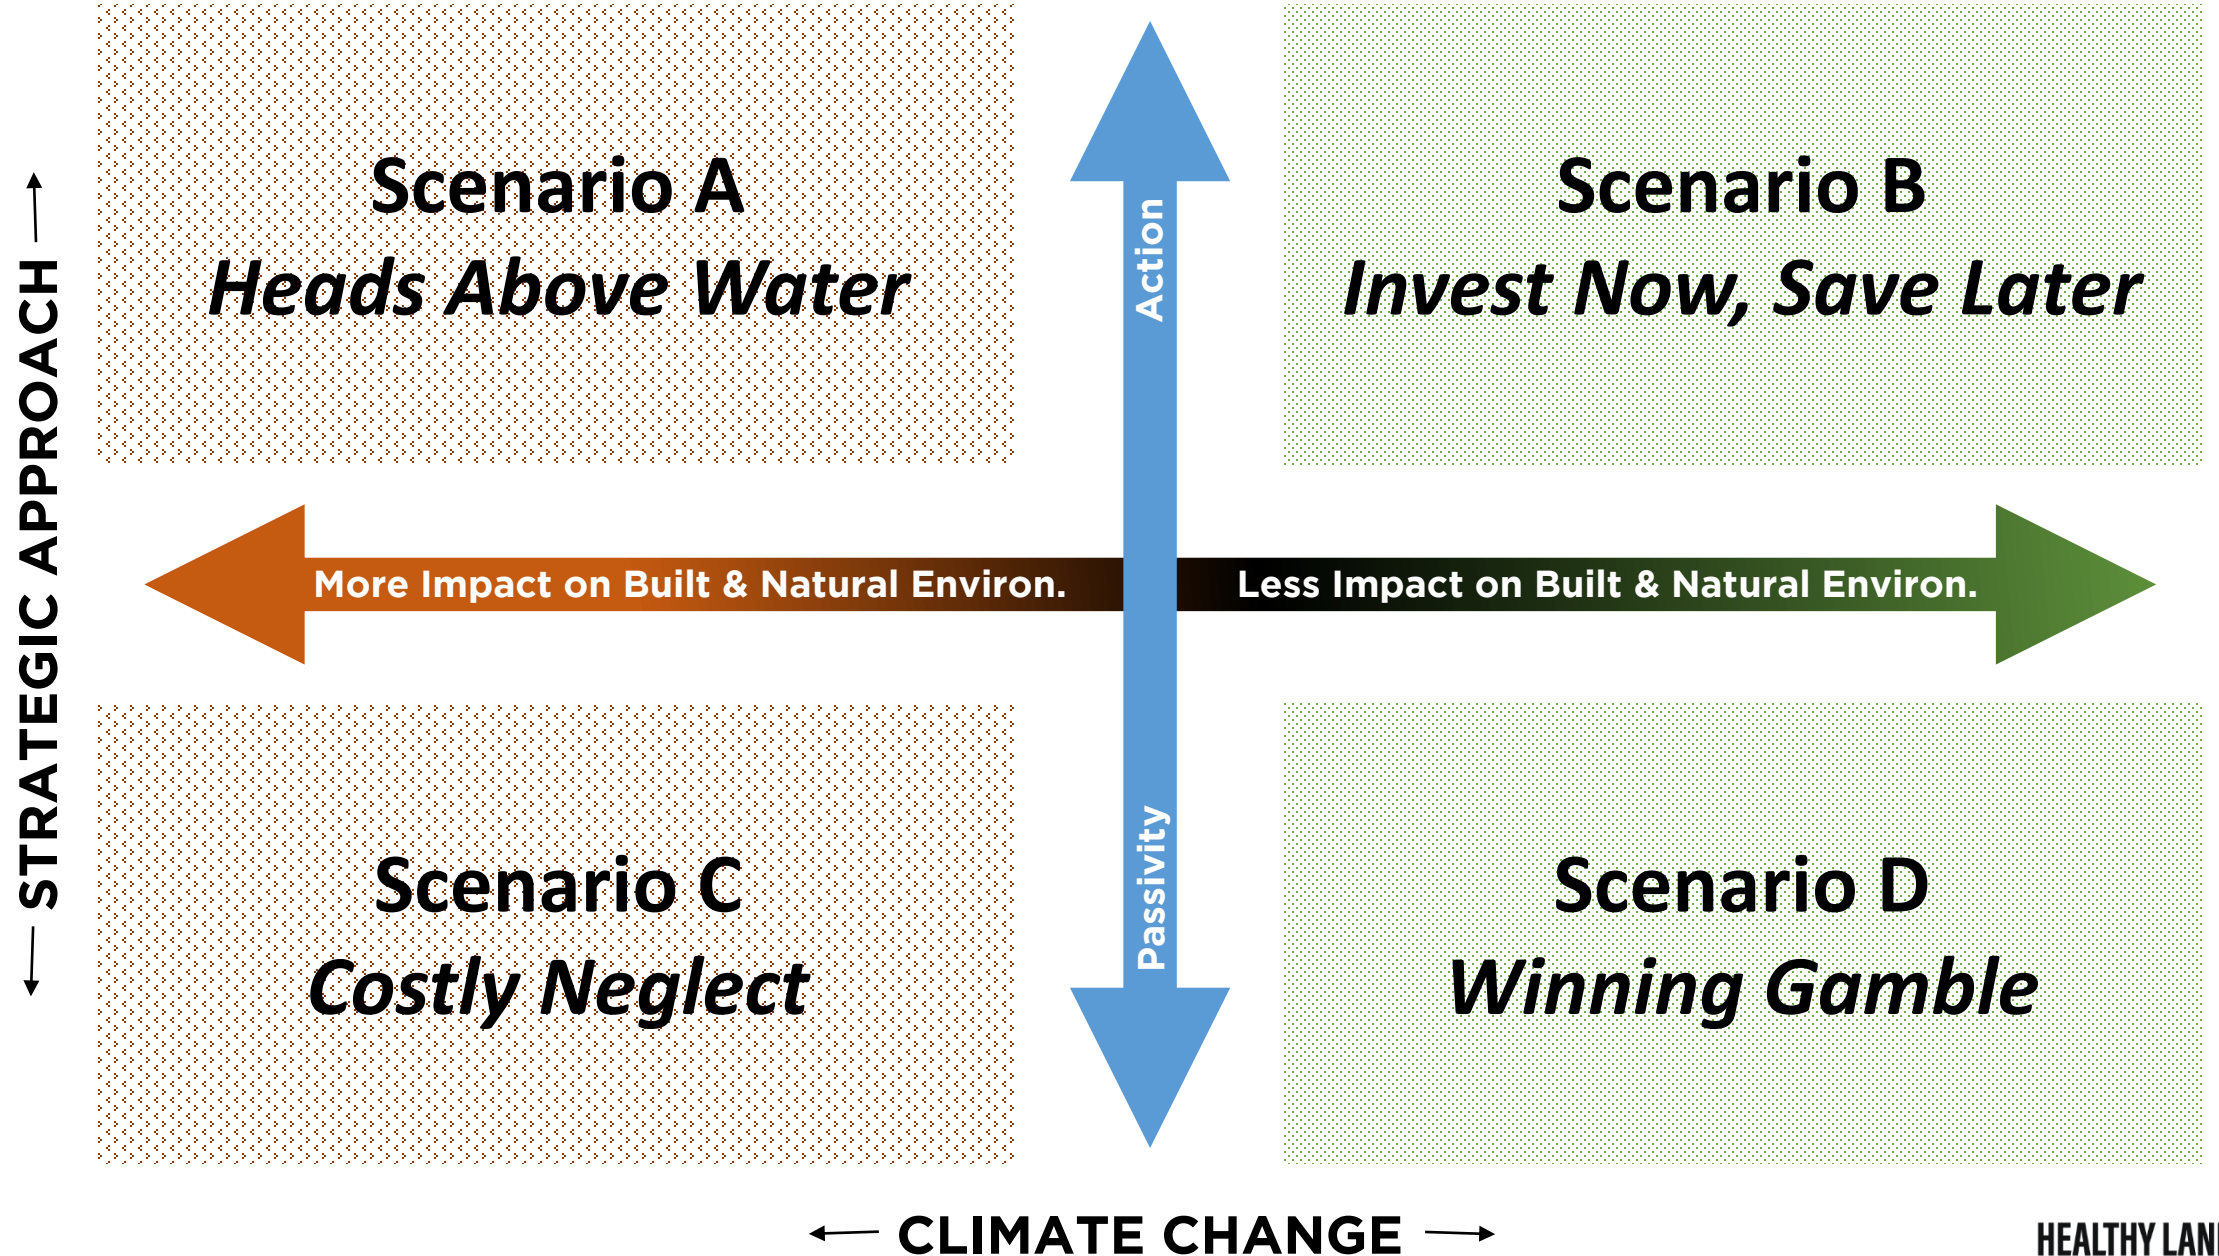 Scenario A
Heads Above Water
Scenario B
Invest Now, Save Later
STRATEGIC APPROACH
Action
More Impact on Built & Natural Environ.
Less Impact on Built & Natural Environ.
Passivity
Scenario C
Costly Neglect
Scenario D
Winning Gamble
CLIMATE CHANGE
HEALTHY